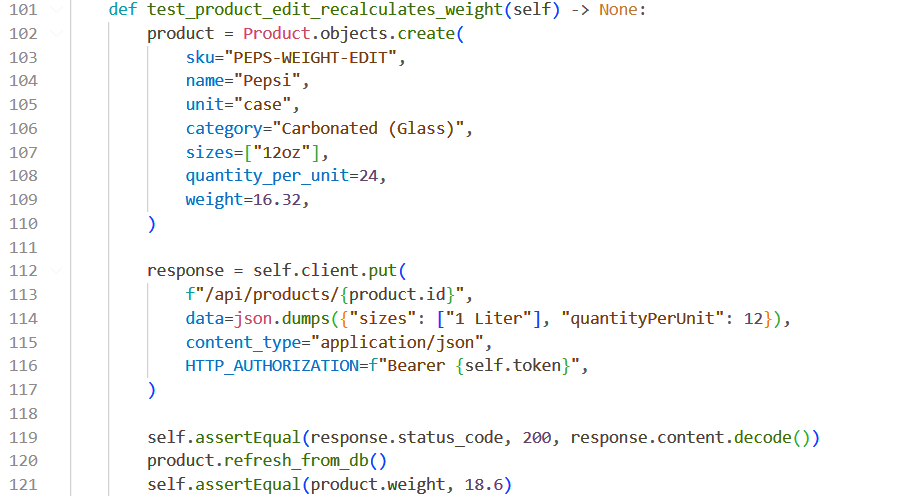 101 def test_product_edit_recalculates_weight(self) -> None:
102 product = Product.objects.create(
103 sku="PEPS-WEIGHT-EDIT",
104 name="Pepsi",
105 unit="case",
106 category="Carbonated (Glass)",
107 sizes=["12oz"],
108 quantity_per_unit=24,
109 weight=16.32,
110 )
111
112 response = self.client.put(
113 f"/api/products/{product.id}",
114 data=json.dumps({"sizes": ["1 Liter"], "quantityPerUnit": 12}),
115 content_type="application/json",
116 HTTP_AUTHORIZATION=f"Bearer {self.token}",
117 )
118
119 self.assertEqual(response.status_code, 200, response.content.decode())
120 product.refresh_from_db()
121 self.assertEqual(product.weight, 18.6)